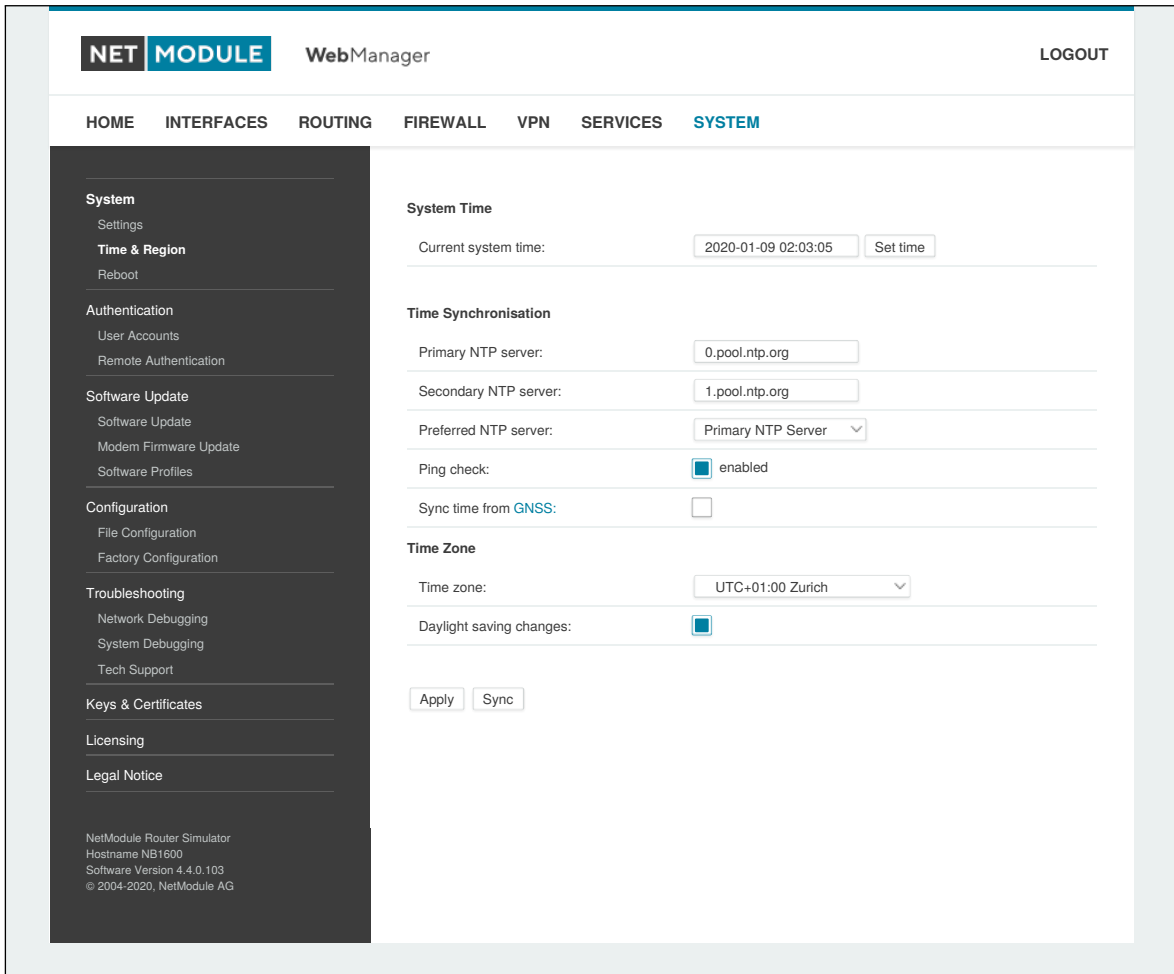 NET MODULE WebManager LOGOUT
HOME INTERFACES ROUTING FIREWALL VPN SERVICES SYSTEM
System
Settings
Time & Region
Reboot
Authentication
User Accounts
Remote Authentication
Software Update
Software Update
Modem Firmware Update
Software Profiles
Configuration
File Configuration
Factory Configuration
Troubleshooting
Network Debugging
System Debugging
Tech Support
Keys & Certificates
Licensing
Legal Notice
NetModule Router Simulator
Hostname NB1600
Software Version 4.4.0.103
© 2004-2020, NetModule AG
System Time
Current system time: 2020-01-09 02:03:05 Set time
Time Synchronisation
Primary NTP server: 0.pool.ntp.org
Secondary NTP server: 1.pool.ntp.org
Preferred NTP server: Primary NTP Server
Ping check: enabled
Sync time from GNSS:
Time Zone
Time zone: UTC+01:00 Zurich
Daylight saving changes:
Apply Sync